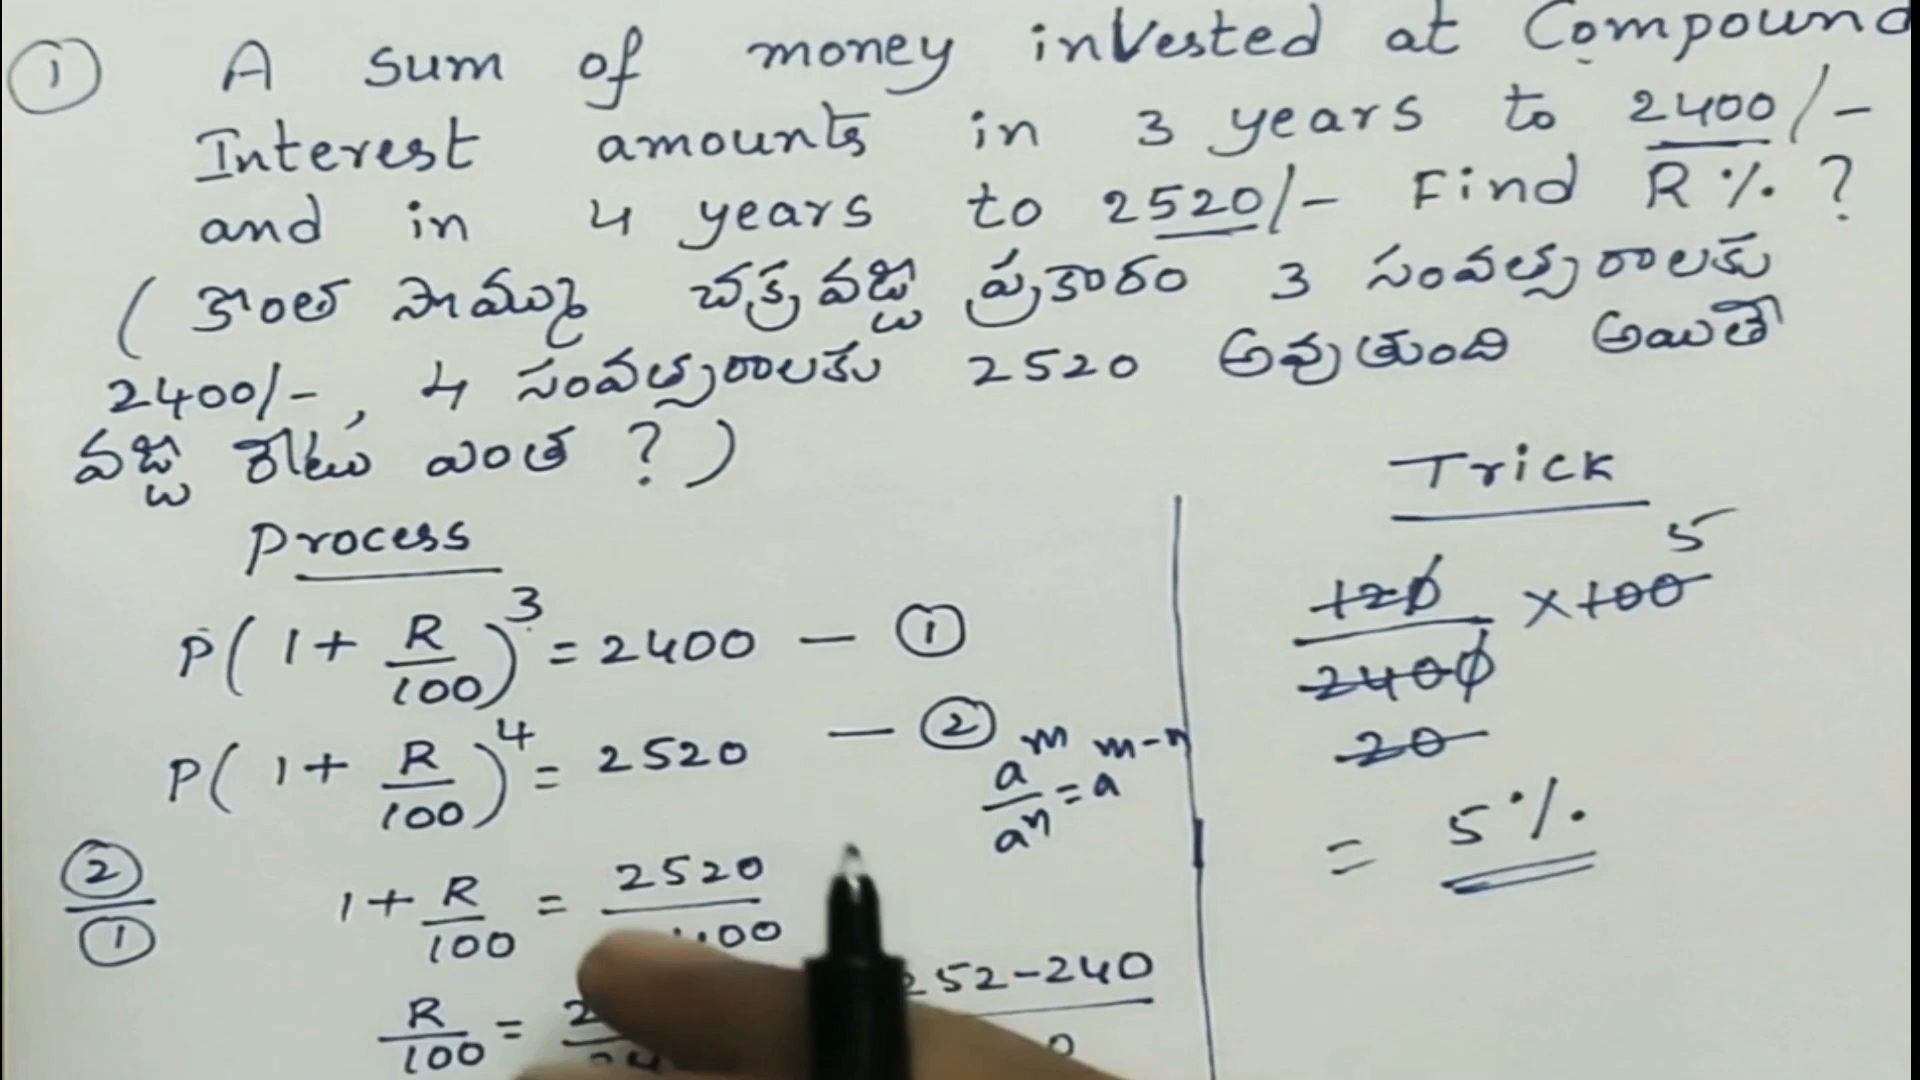 ① A sum of money invested at Compound
Interest amounts in 3 years to 2400/-
and in 4 years to 2520/- Find R% ?
( కొంత సొమ్ము చక్రవడ్డి ప్రకారం 3 సంవత్సరాలకు
2400/-, 4 సంవత్సరాలకు 2520 అవుతుంది అయితే
వడ్డి రేటు ఎంత ? )
Process
P(1 + R/100)^3 = 2400 — ①
P(1 + R/100)^4 = 2520 — ②
a^m/a^n = a^m-n
②/① 1 + R/100 = 2520/
R/100 =
252-240
Trick
120/2400 × 100 5
20
= 5%